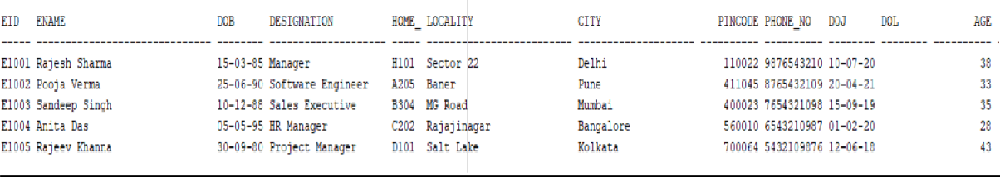 EID ENAME DOB DESIGNATION HOME_ LOCALITY CITY PINCODE PHONE_NO DOJ DOL AGE
----- ------------------------------ -------- -------------------- ----- ------------------------- -------------------- ---------- ---------- -------- -------- ----------
E1001 Rajesh Sharma 15-03-85 Manager H101 Sector 22 Delhi 110022 9876543210 10-07-20 38
E1002 Pooja Verma 25-06-90 Software Engineer A205 Baner Pune 411045 8765432109 20-04-21 33
E1003 Sandeep Singh 10-12-88 Sales Executive B304 MG Road Mumbai 400023 7654321098 15-09-19 35
E1004 Anita Das 05-05-95 HR Manager C202 Rajajinagar Bangalore 560010 6543210987 01-02-20 28
E1005 Rajeev Khanna 30-09-80 Project Manager D101 Salt Lake Kolkata 700064 5432109876 12-06-18 43